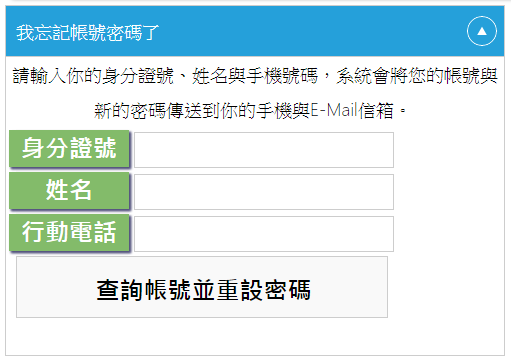 我忘記帳號密碼了
請輸入你的身分證號、姓名與手機號碼，系統會將您的帳號與
新的密碼傳送到你的手機與E-Mail信箱。
身分證號
姓名
行動電話
查詢帳號並重設密碼